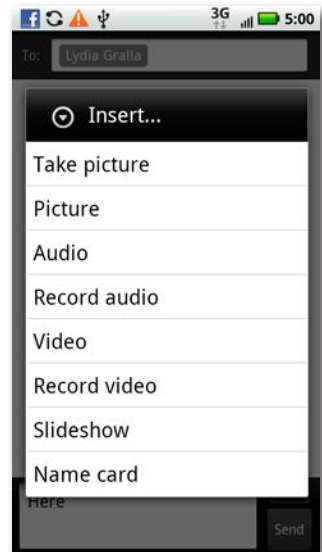 3G 5:00
To: Lydia Gralla
Insert...
Take picture
Picture
Audio
Record audio
Video
Record video
Slideshow
Name card
Here
Send